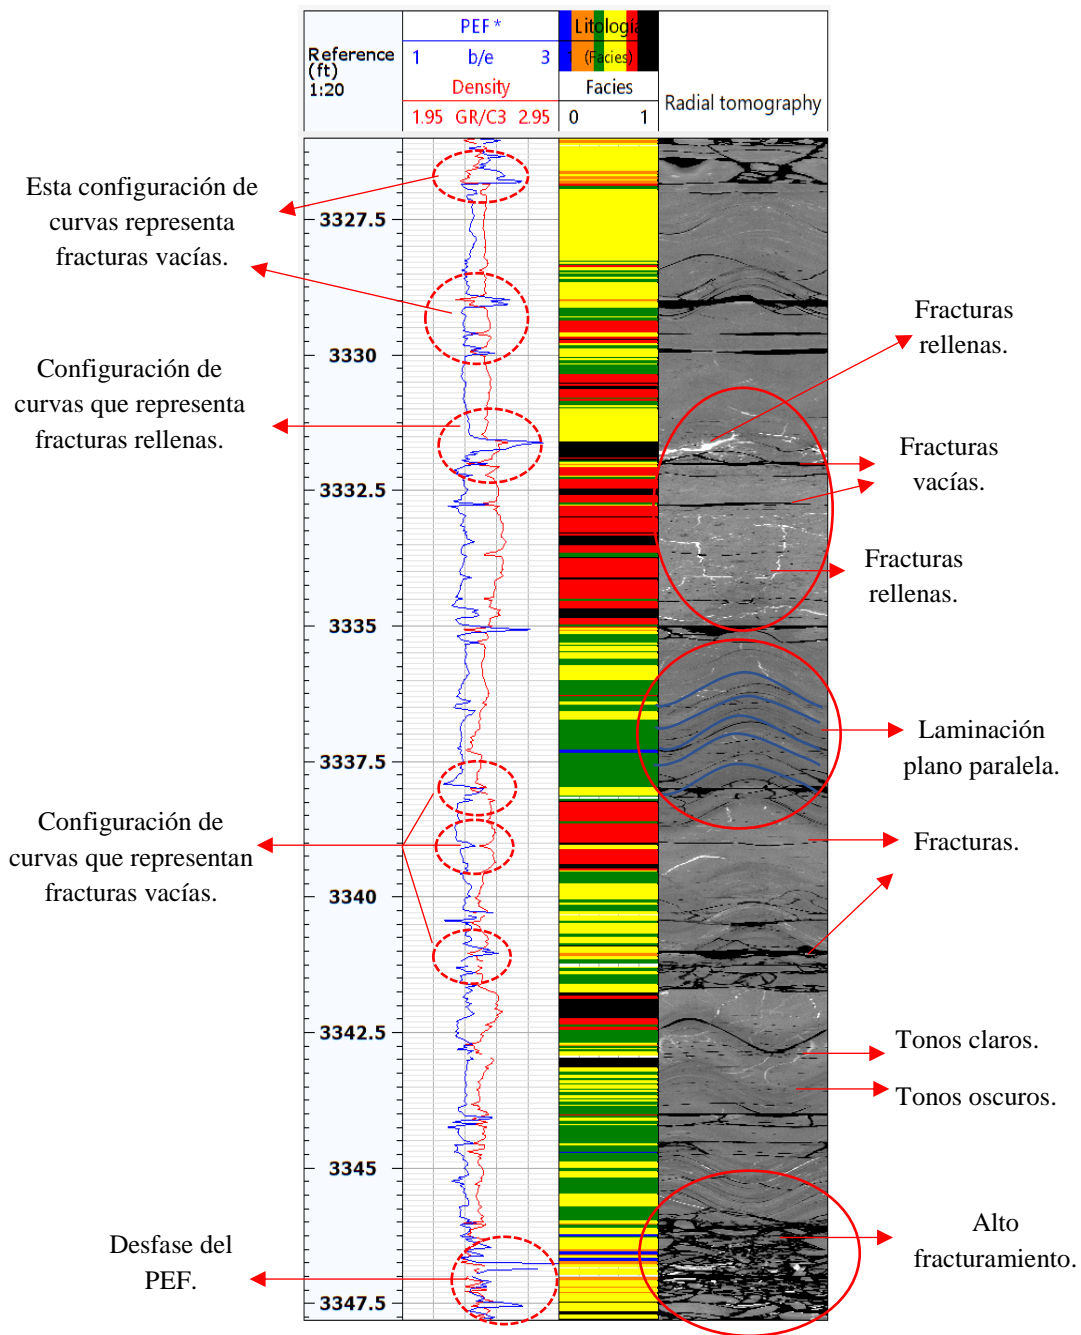 PEF *
1 b/e 3
Density
1.95 GR/C3 2.95
Reference
(ft)
1:20
Litología
(Facies)
Facies
0 1
Radial tomography
Esta configuración de
curvas representa
fracturas vacías.
Configuración de
curvas que representa
fracturas rellenas.
Configuración de
curvas que representan
fracturas vacías.
Desfase del
PEF.
3327.5
3330
3332.5
3335
3337.5
3340
3342.5
3345
3347.5
Fracturas
rellenas.
Fracturas
vacías.
Fracturas
rellenas.
Laminación
plano paralela.
Fracturas.
Tonos claros.
Tonos oscuros.
Alto
fracturamiento.